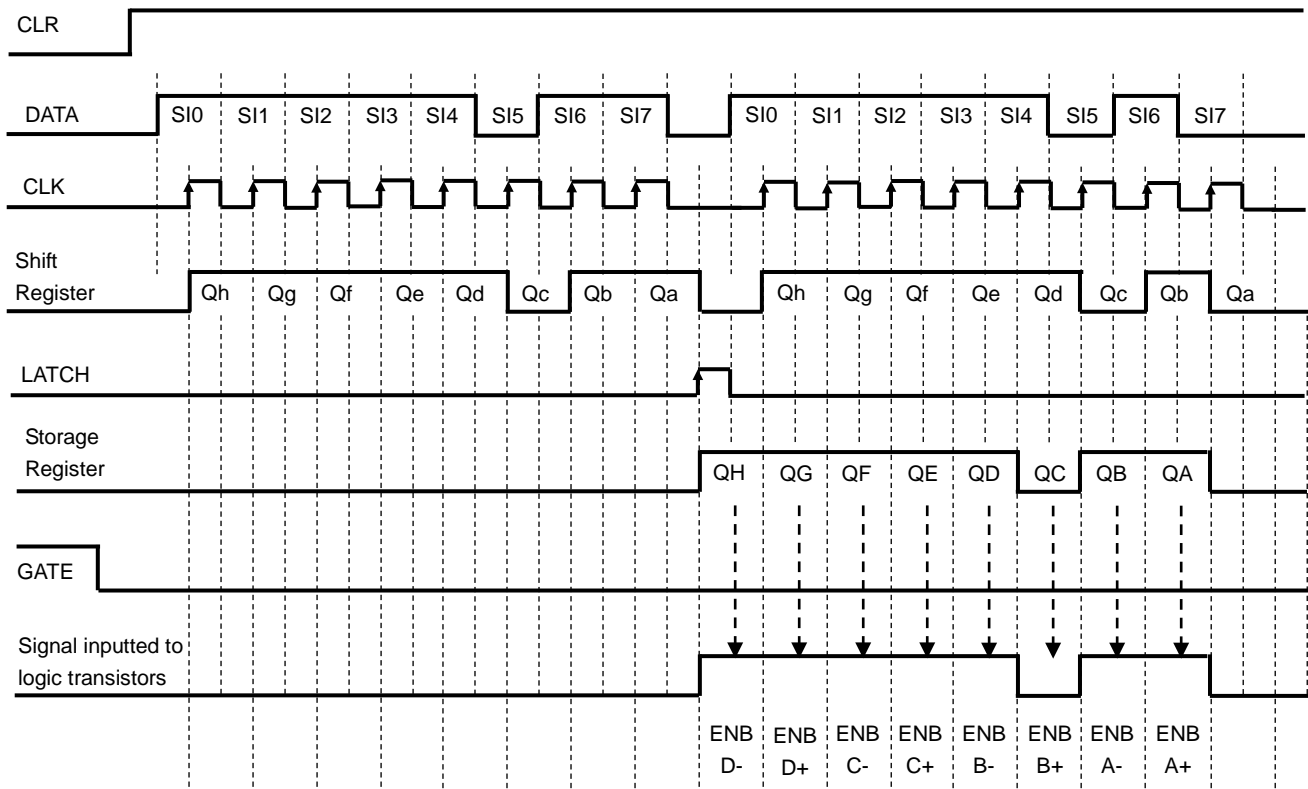 CLR
DATA
SI0 SI1 SI2 SI3 SI4 SI5 SI6 SI7 SI0 SI1 SI2 SI3 SI4 SI5 SI6 SI7
CLK
Shift
Register
Qh Qg Qf Qe Qd Qc Qb Qa Qh Qg Qf Qe Qd Qc Qb Qa
LATCH
Storage
Register
QH QG QF QE QD QC QB QA
GATE
Signal inputted to
logic transistors
ENB ENB ENB ENB ENB ENB ENB ENB
D- D+ C- C+ B- B+ A- A+